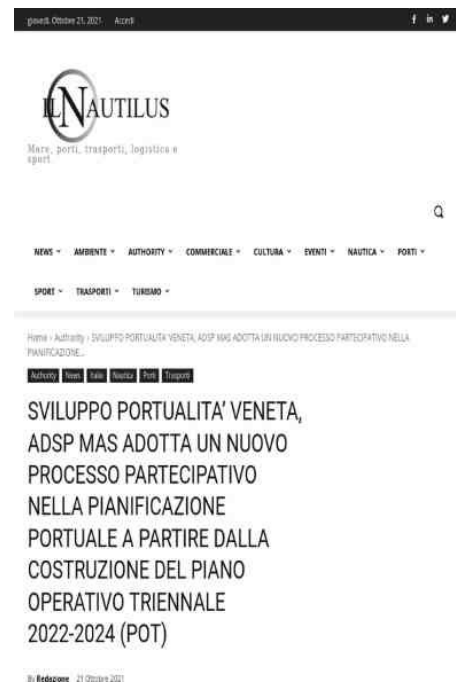 giovedì, Ottobre 21, 2021 Accedi
f in
ILNAUTILUS
Mare, porti, trasporti, logistica e
sport
NEWS AMBIENTE AUTHORITY COMMERCIALE CULTURA EVENTI NAUTICA PORTI
SPORT TRASPORTI TURISMO
Home › Authority › SVILUPPO PORTUALITA' VENETA, ADSP MAS ADOTTA UN NUOVO PROCESSO PARTECIPATIVO NELLA
PIANIFICAZIONE...
Authority News Italia Nautica Porti Trasporti
SVILUPPO PORTUALITA' VENETA,
ADSP MAS ADOTTA UN NUOVO
PROCESSO PARTECIPATIVO
NELLA PIANIFICAZIONE
PORTUALE A PARTIRE DALLA
COSTRUZIONE DEL PIANO
OPERATIVO TRIENNALE
2022-2024 (POT)
By Redazione 21 Ottobre 2021